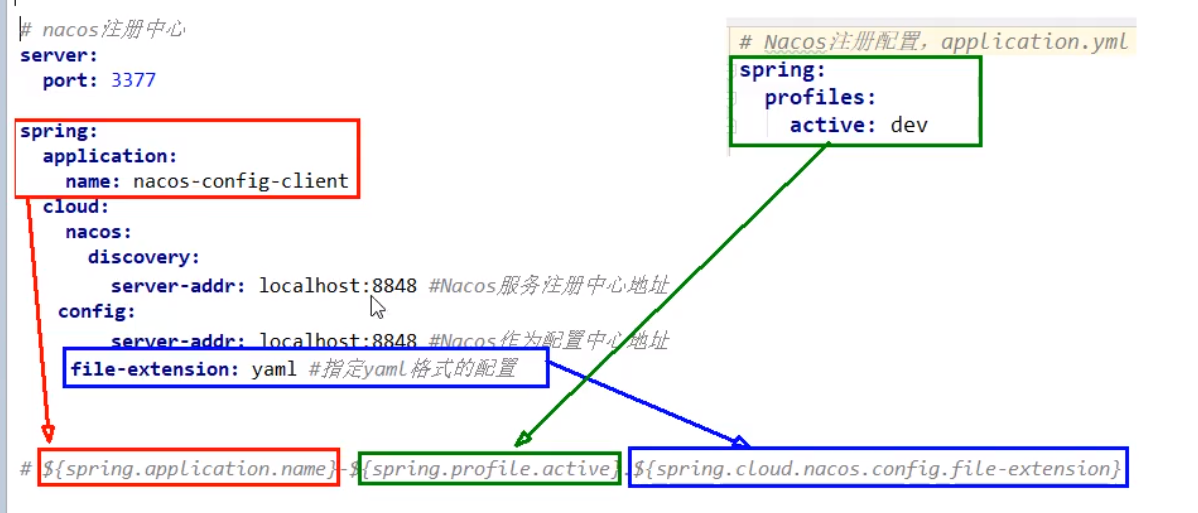 # nacos注册中心
server:
  port: 3377
spring:
  application:
    name: nacos-config-client
  cloud:
    nacos:
      discovery:
        server-addr: localhost:8848 #Nacos服务注册中心地址
   config:
        server-addr: localhost:8848 #Nacos作为配置中心地址
    file-extension: yaml #指定yaml格式的配置
# Nacos注册配置，application.yml
spring:
  profiles:
    active: dev
# ${spring.application.name}-${spring.profile.active}.${spring.cloud.nacos.config.file-extension}